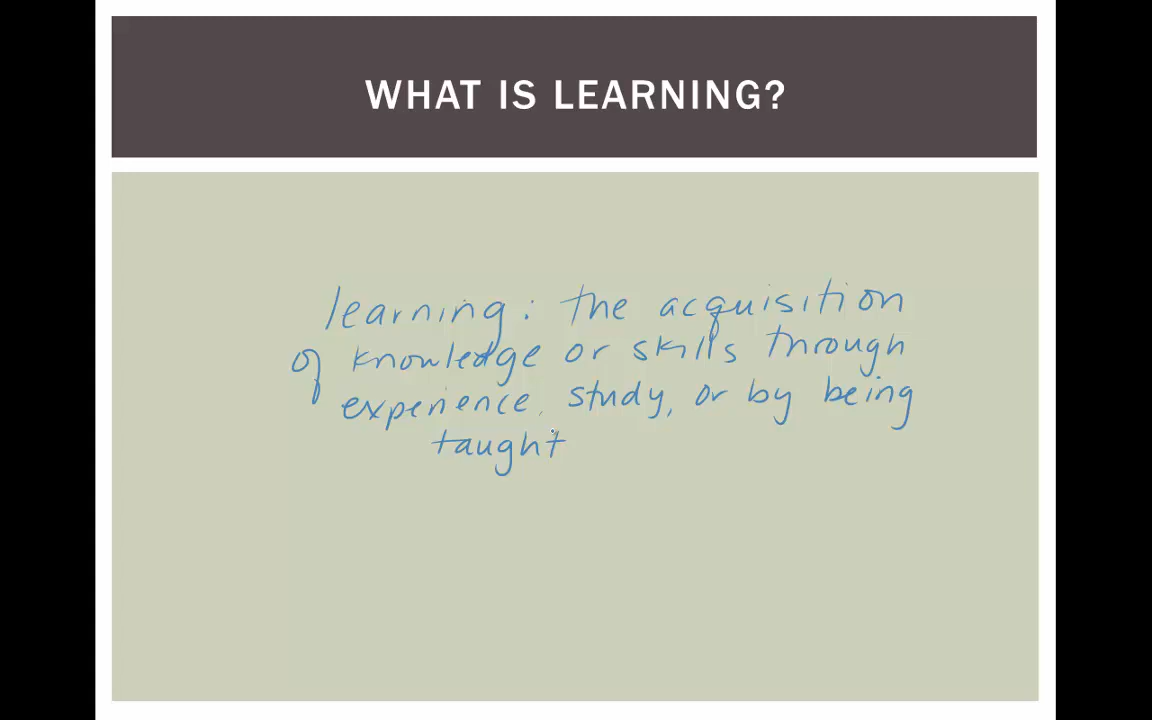 WHAT IS LEARNING?
learning: the acquisition
of knowledge or skills through
experience, study, or by being
taught